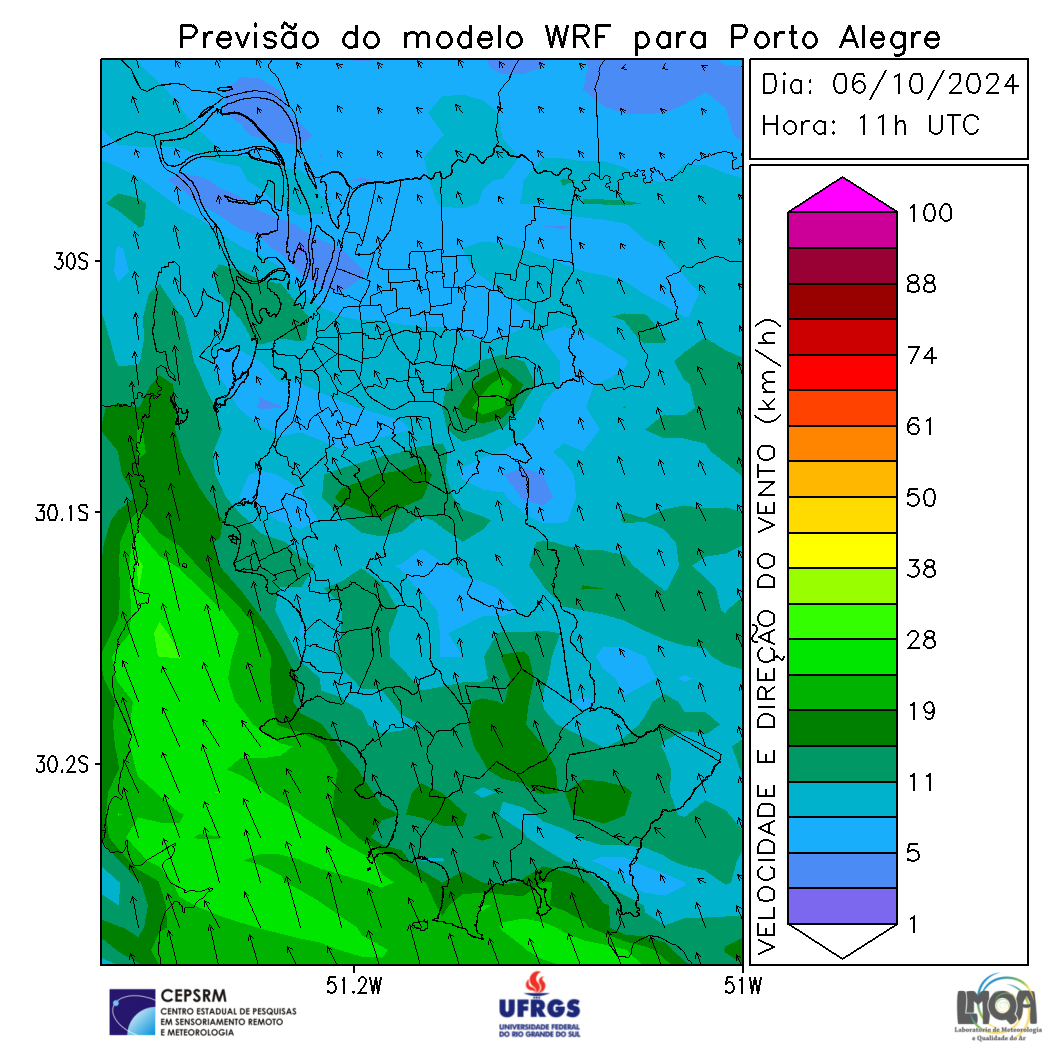 Previsão do modelo WRF para Porto Alegre
Dia: 06/10/2024
Hora: 11h UTC
30S
30.1S
30.2S
51.2W
51W
VELOCIDADE E DIREÇÃO DO VENTO (km/h)
100
88
74
61
50
38
28
19
11
5
1
CEPSRM
CENTRO ESTADUAL DE PESQUISAS
EM SENSORIAMENTO REMOTO
E METEOROLOGIA
UFRGS
UNIVERSIDADE FEDERAL
DO RIO GRANDE DO SUL
LMQA
Laboratório de Meteorologia
e Qualidade do Ar